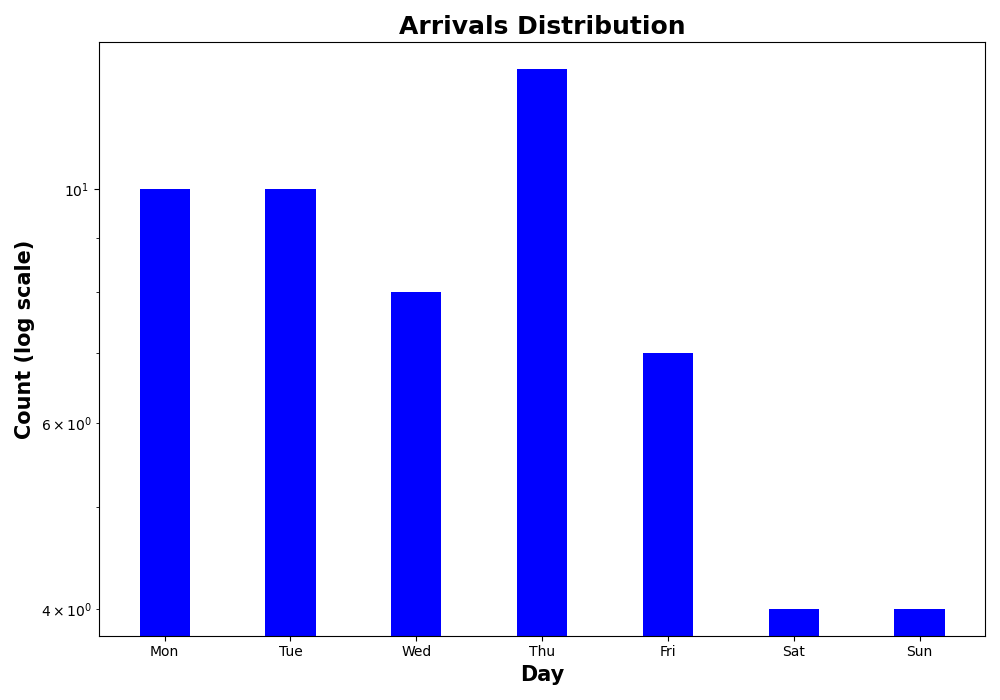 Arrivals Distribution
Count (log scale)
10¹
6 × 10⁰
4 × 10⁰
Mon Tue Wed Thu Fri Sat Sun
Day